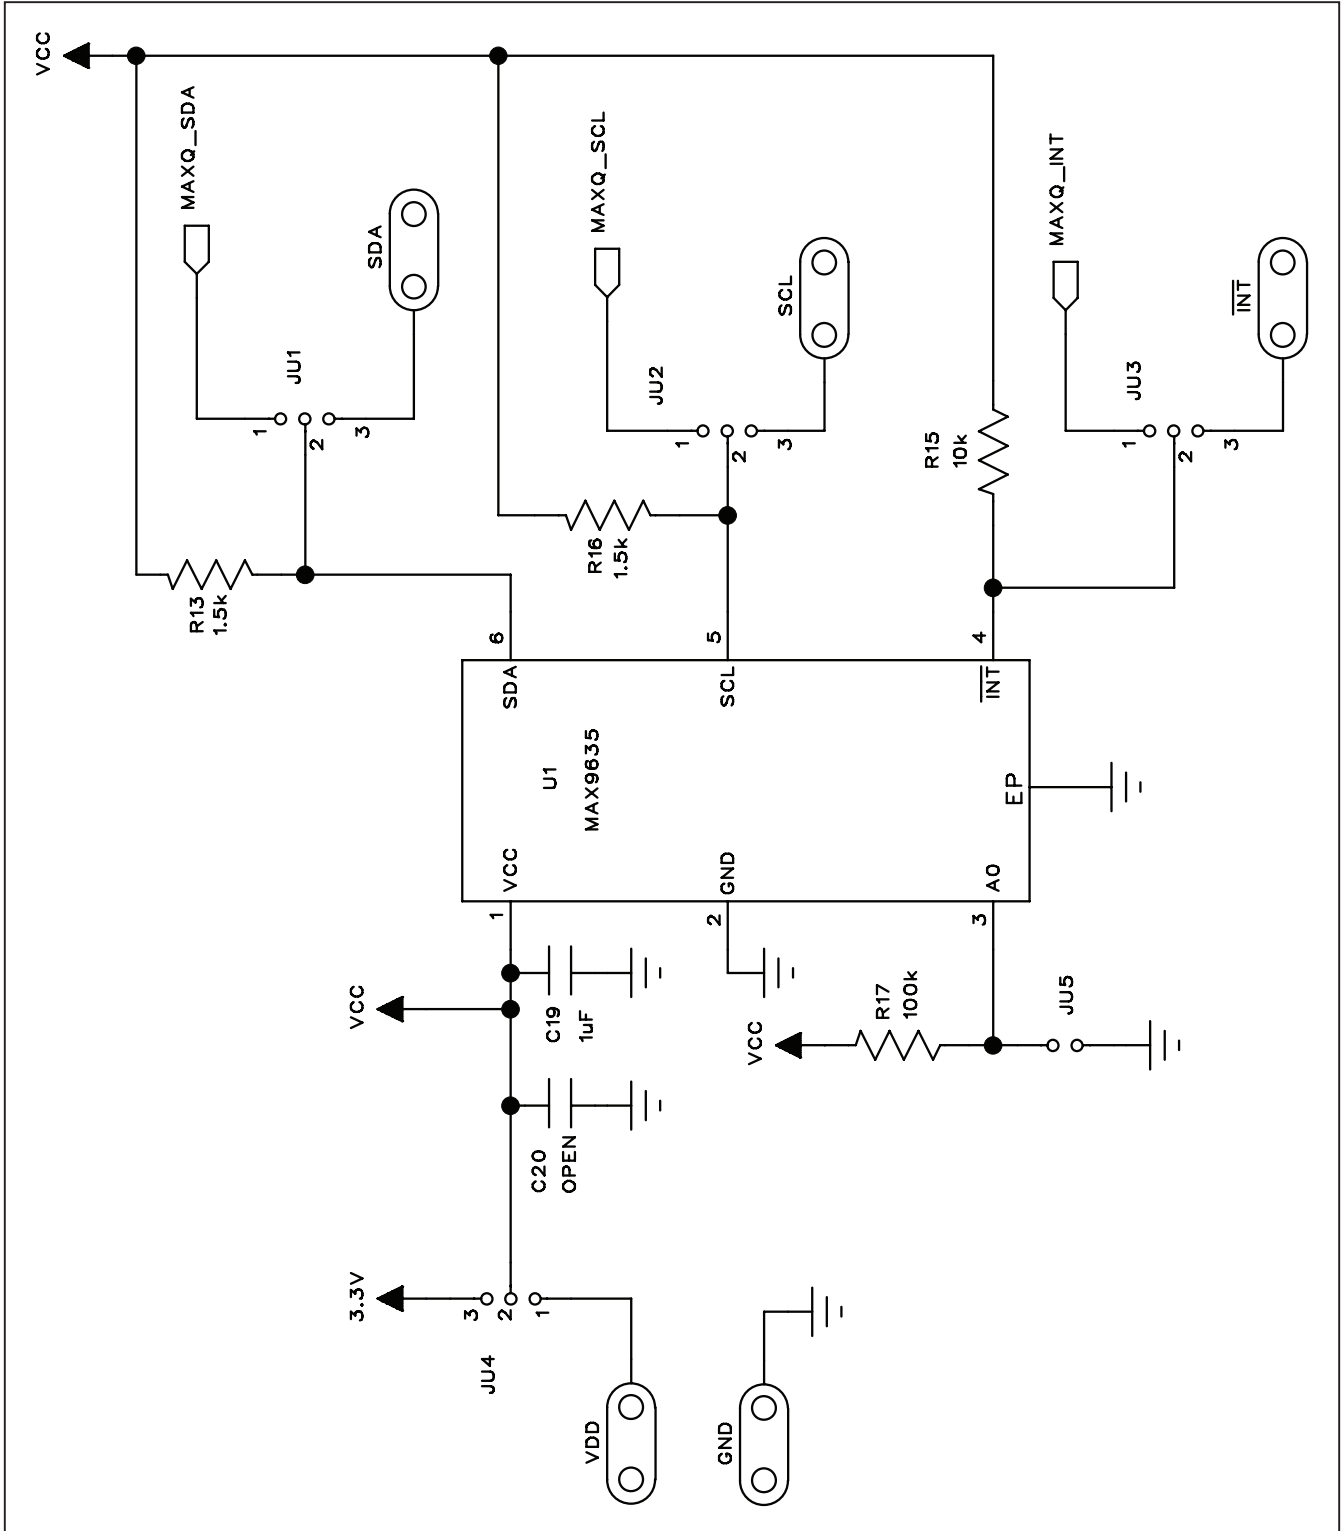 VCC
MAXQ_SDA
SDA
JU1
1
2
3
R13
1.5k
MAXQ_SCL
SCL
JU2
1
2
3
R16
1.5k
MAXQ_INT
INT
JU3
1
2
3
R15
10k
6
SDA
5
SCL
4
INT
U1
MAX9635
EP
VCC
1
GND
2
A0
3
VCC
C19
1uF
C20
OPEN
VCC
R17
100k
JU5
3.3V
3
2
1
JU4
VDD
GND